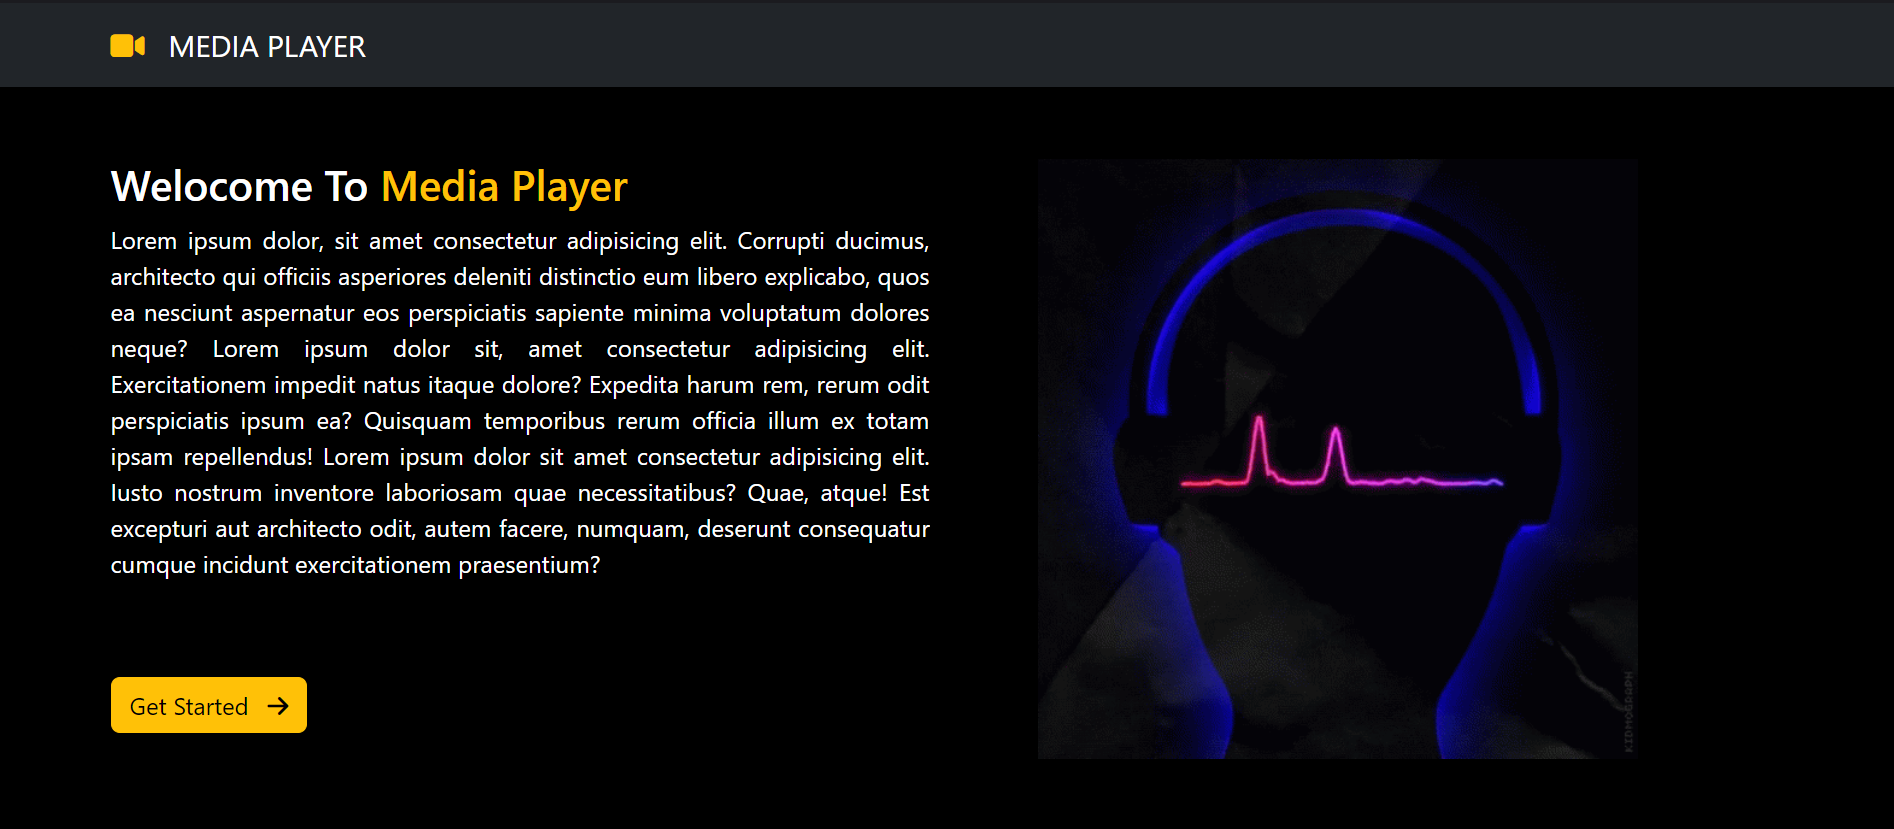 MEDIA PLAYER
Welocome To Media Player
Lorem ipsum dolor, sit amet consectetur adipisicing elit. Corrupti ducimus,
architecto qui officiis asperiores deleniti distinctio eum libero explicabo, quos
ea nesciunt aspernatur eos perspiciatis sapiente minima voluptatum dolores
neque? Lorem ipsum dolor sit, amet consectetur adipisicing elit.
Exercitationem impedit natus itaque dolore? Expedita harum rem, rerum odit
perspiciatis ipsum ea? Quisquam temporibus rerum officia illum ex totam
ipsam repellendus! Lorem ipsum dolor sit amet consectetur adipisicing elit.
Iusto nostrum inventore laboriosam quae necessitatibus? Quae, atque! Est
excepturi aut architecto odit, autem facere, numquam, deserunt consequatur
cumque incidunt exercitationem praesentium?
Get Started
KIDMOGRAPH